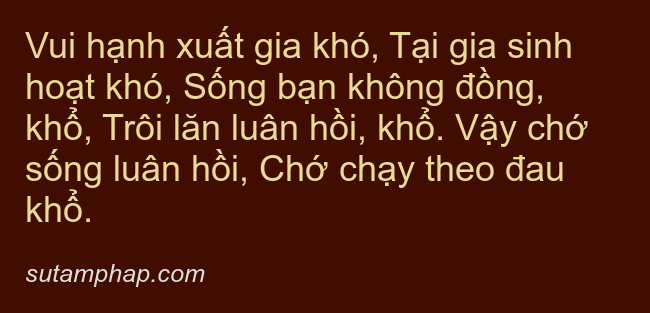 Vui hạnh xuất gia khó, Tại gia sinh
hoạt khó, Sống bạn không đồng,
khổ, Trôi lăn luân hồi, khổ. Vậy chớ
sống luân hồi, Chớ chạy theo đau
khổ.
sutamphap.com